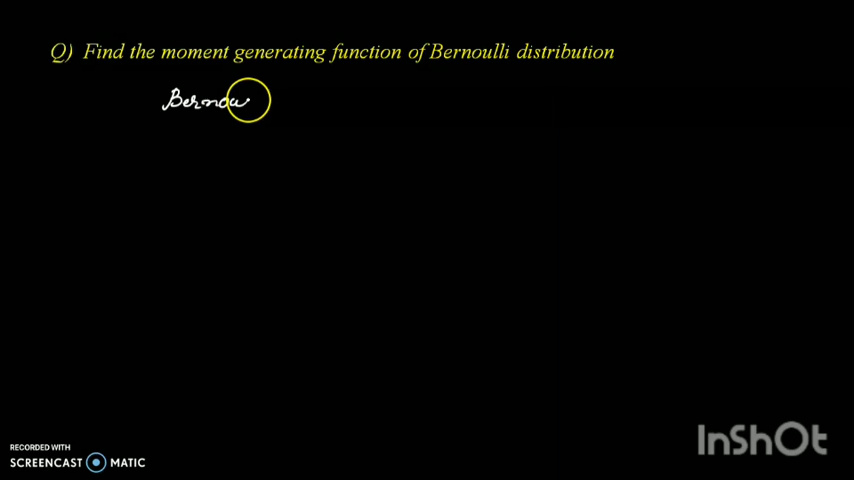 Q) Find the moment generating function of Bernoulli distribution
Bernou
RECORDED WITH
SCREENCAST MATIC
InShOt